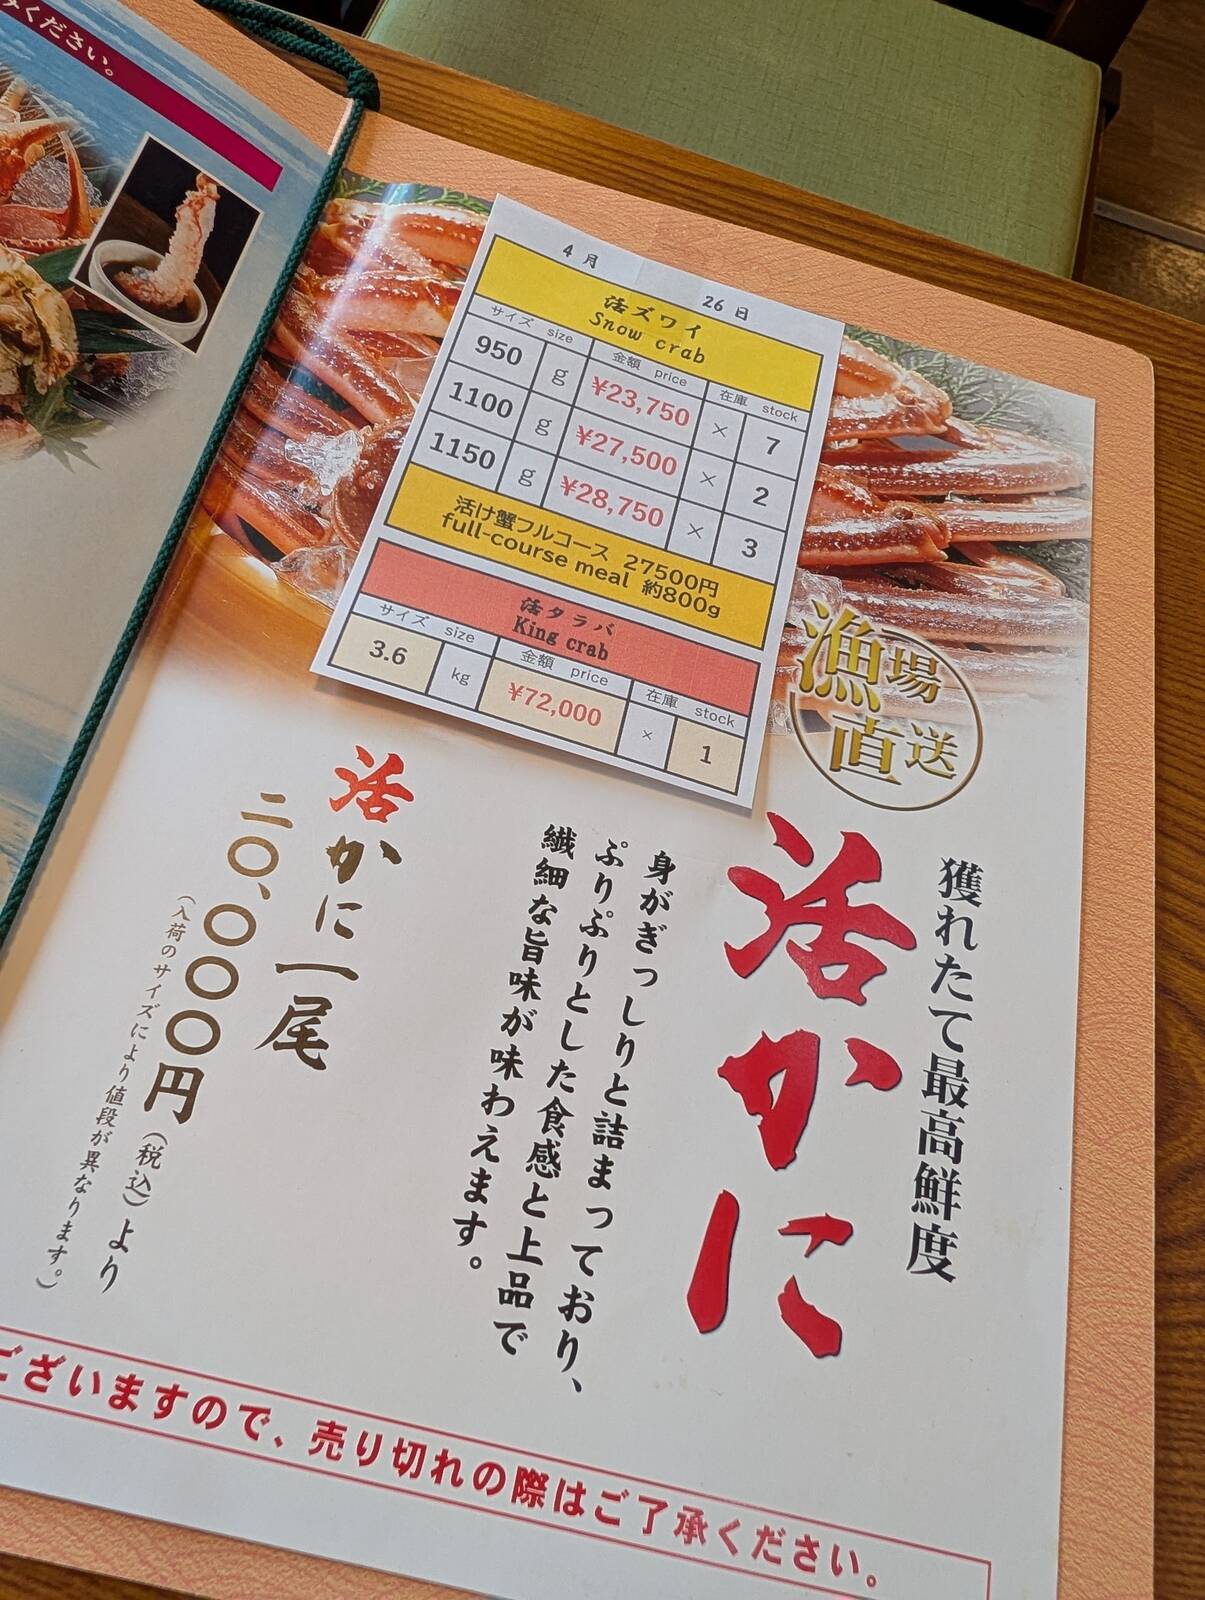 みください。
4月 26日
活ズワイ
Snow crab
サイズ size 金額 price 在庫 stock
950 g ¥23,750 × 7
1100 g ¥27,500 × 2
1150 g ¥28,750 × 3
活け蟹フルコース 27500円
full-course meal 約800g
活タラバ
King crab
サイズ size 金額 price 在庫 stock
3.6 kg ¥72,000 × 1
漁場
直送
獲れたて最高鮮度
活かに
身がぎっしりと詰まっており、
ぷりぷりとした食感と上品で
繊細な旨味が味わえます。
活かに一尾
二〇、〇〇〇円(税込)より
(入荷のサイズにより値段が異なります。)
ございますので、売り切れの際はご了承ください。